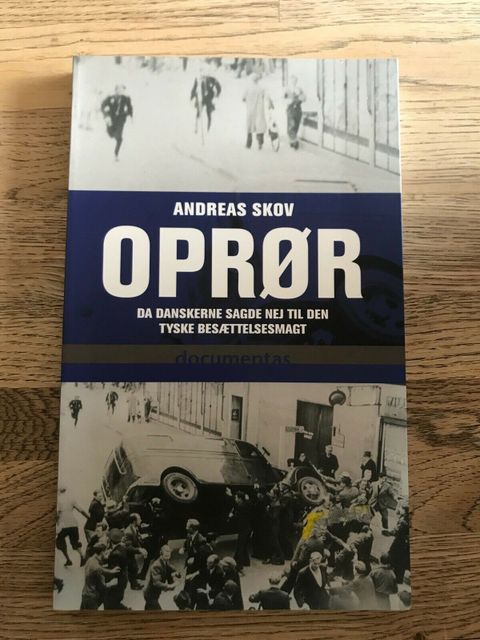 ANDREAS SKOV
OPRØR
DA DANSKERNE SAGDE NEJ TIL DEN
TYSKE BESÆTTELSESMAGT
documentas